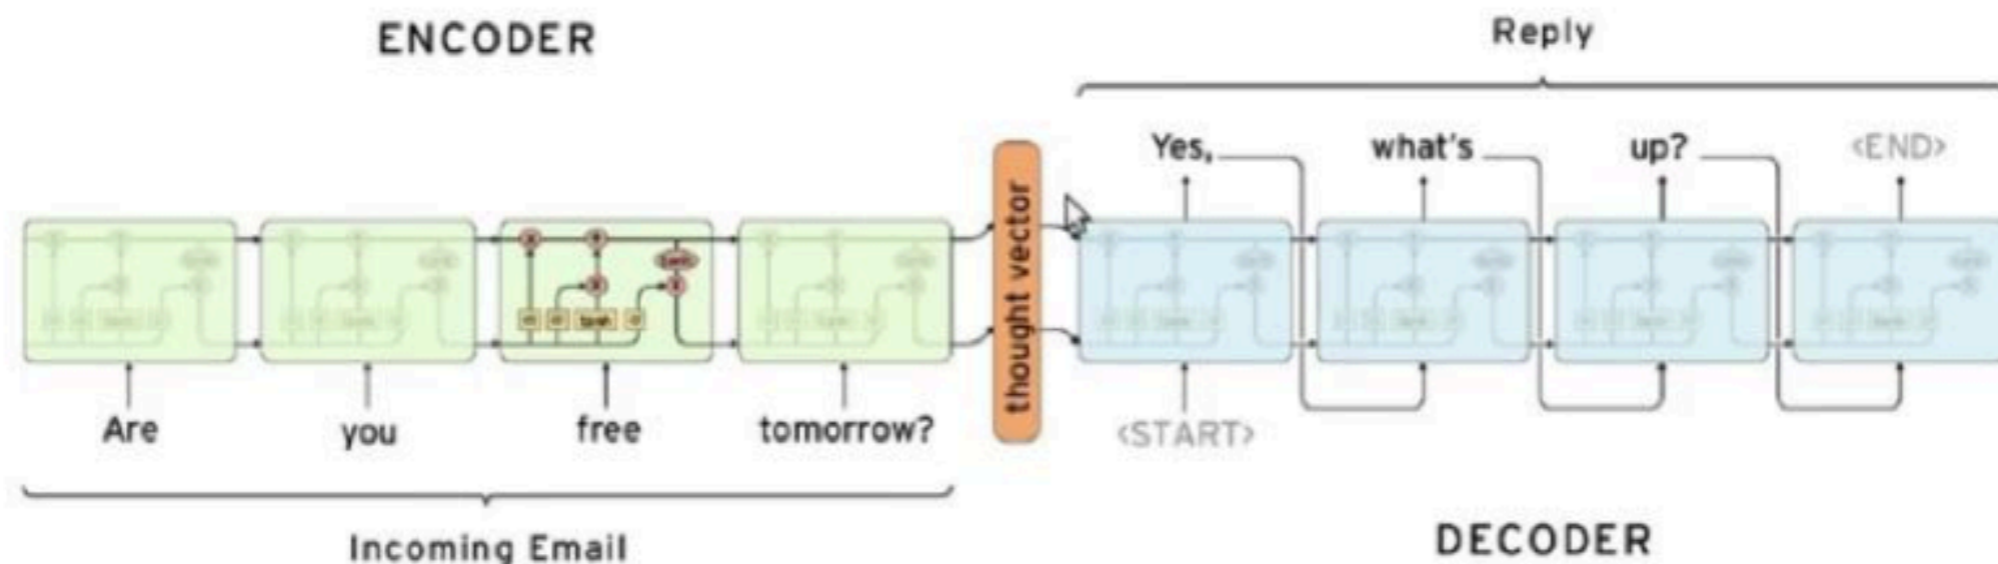 ENCODER
Reply
Yes, what's up? <END>
thought vector
Are you free tomorrow? <START>
Incoming Email
DECODER